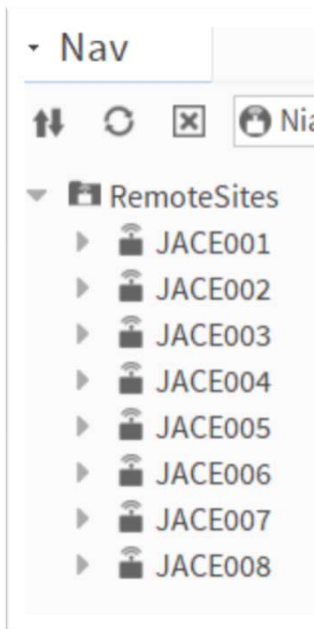 Nav
Nia
RemoteSites
JACE001
JACE002
JACE003
JACE004
JACE005
JACE006
JACE007
JACE008